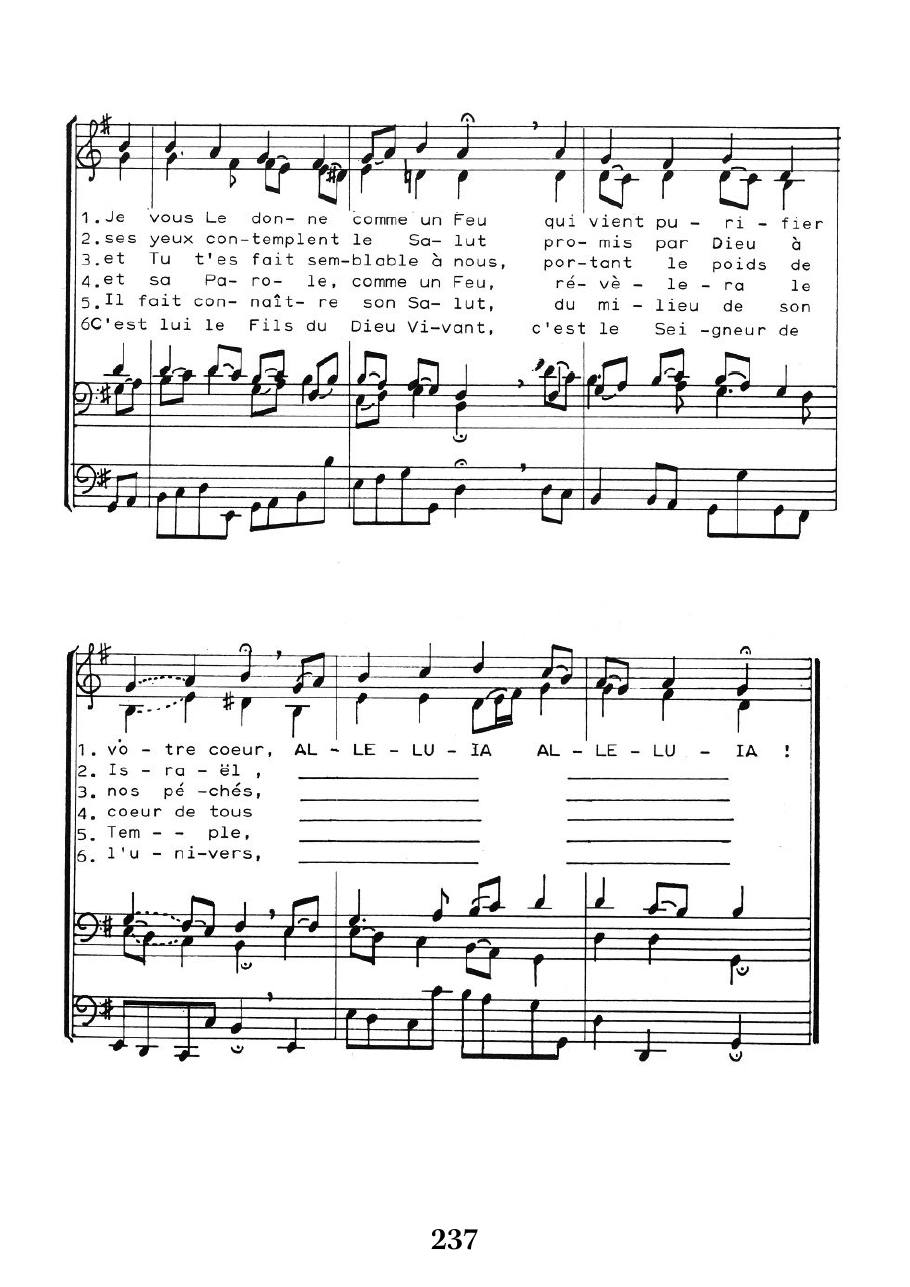 1.Je vous Le don- ne comme un Feu qui vient pu - ri - fier
2.ses yeux con-templent le Sa- lut pro- mis par Dieu à
3.et Tu t'es fait sem-blable à nous, por-tant le poids de
4.et sa Pa- ro- le, comme un Feu, ré- vè - le - ra le
5.Il fait con- naît- re son Sa- lut, du mi - lieu de son
6C'est lui le Fils du Dieu Vi-vant, c'est le Sei -gneur de
1. vo - tre coeur, AL - LE - LU - IA AL - LE - LU - IA !
2. Is - ra - ël ,
3. nos pé -chés,
4. coeur de tous
5. Tem - - ple,
6. l'u - ni-vers,
237